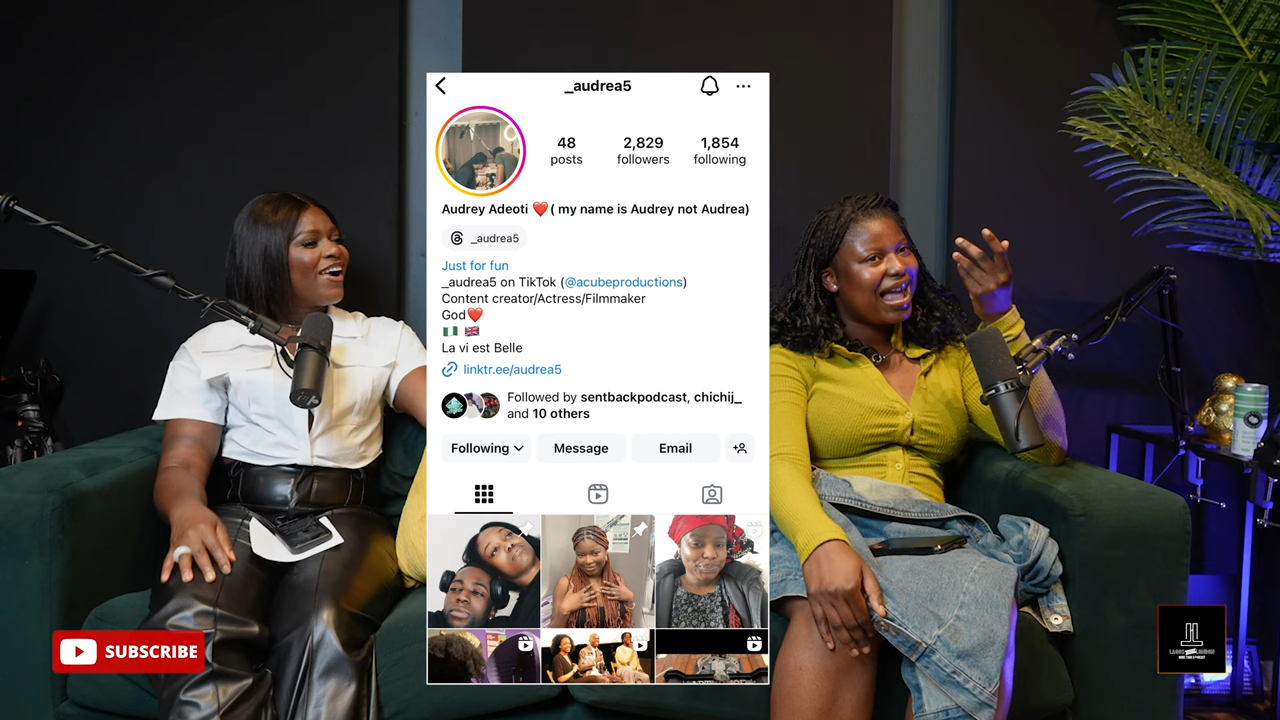 _audrea5
48
posts
2,829
followers
1,854
following
Audrey Adeoti ❤️ ( my name is Audrey not Audrea)
_audrea5
Just for fun
_audrea5 on TikTok (@acubeproductions)
Content creator/Actress/Filmmaker
God❤️
🇳🇬 🇬🇧
La vi est Belle
linktr.ee/audrea5
Followed by sentbackpodcast, chichij_
and 10 others
Following
Message
Email
SUBSCRIBE